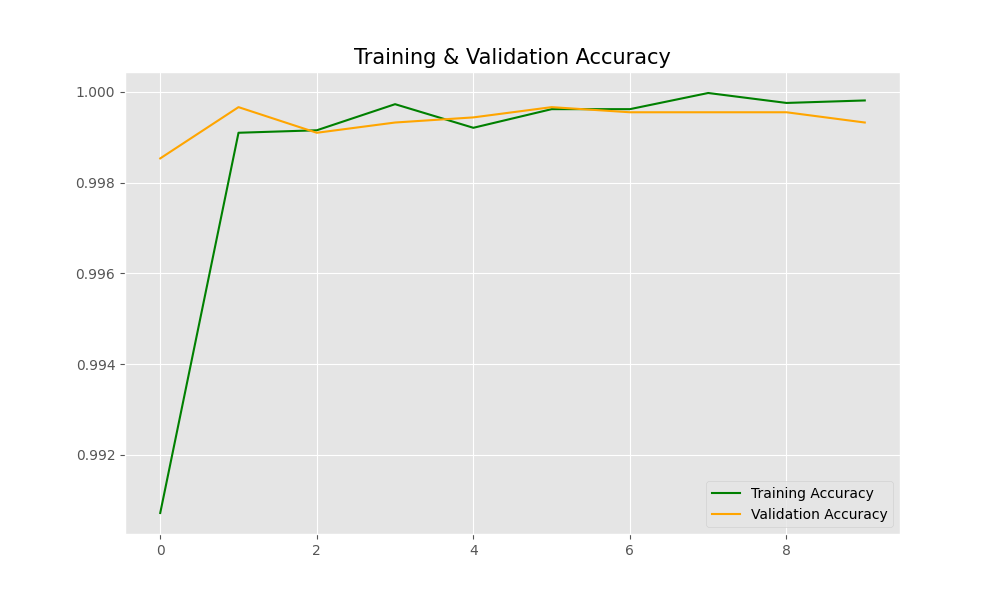 Training & Validation Accuracy
1.000
0.998
0.996
0.994
0.992
Training Accuracy
Validation Accuracy
0 2 4 6 8